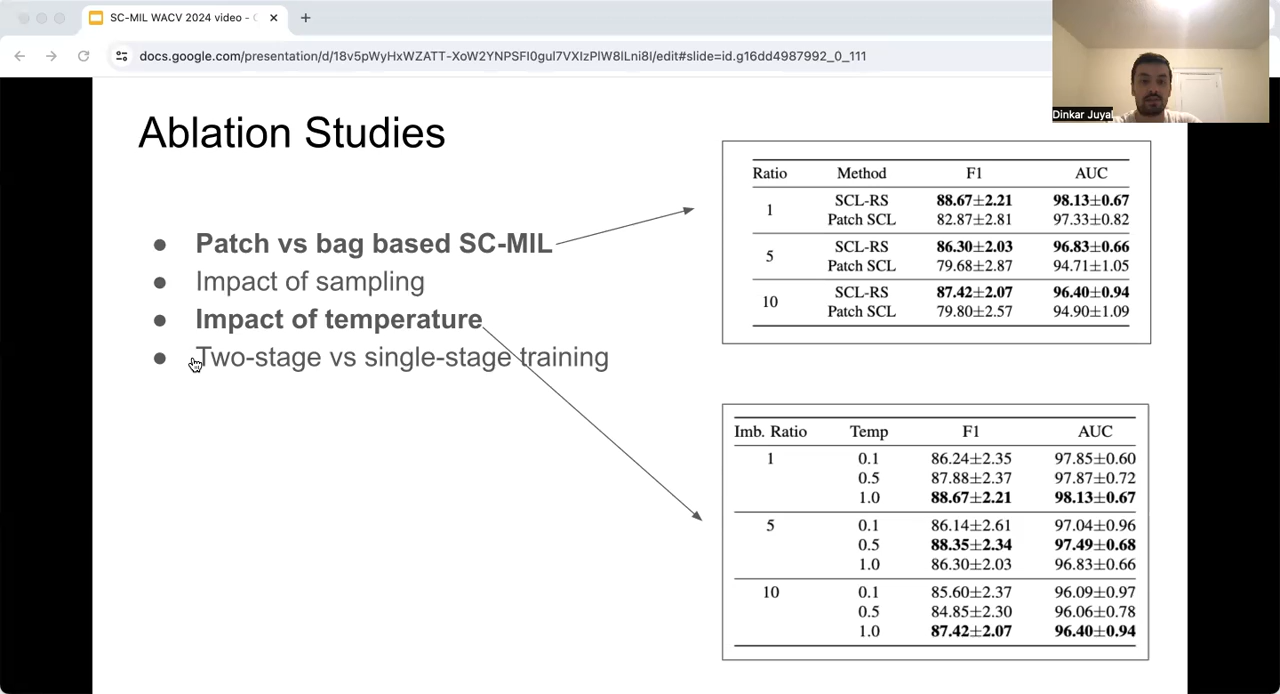 SC-MIL WACV 2024 video -
docs.google.com/presentation/d/18v5pWyHxWZATT-XoW2YNPSFI0gul7VXIzPlW8lLni8I/edit#slide=id.g16dd4987992_0_111
Dinkar Juyal
Ablation Studies
● Patch vs bag based SC-MIL
● Impact of sampling
● Impact of temperature
● Two-stage vs single-stage training
Ratio Method F1 AUC
1 SCL-RS 88.67±2.21 98.13±0.67
Patch SCL 82.87±2.81 97.33±0.82
5 SCL-RS 86.30±2.03 96.83±0.66
Patch SCL 79.68±2.87 94.71±1.05
10 SCL-RS 87.42±2.07 96.40±0.94
Patch SCL 79.80±2.57 94.90±1.09
Imb. Ratio Temp F1 AUC
1 0.1 86.24±2.35 97.85±0.60
0.5 87.88±2.37 97.87±0.72
1.0 88.67±2.21 98.13±0.67
5 0.1 86.14±2.61 97.04±0.96
0.5 88.35±2.34 97.49±0.68
1.0 86.30±2.03 96.83±0.66
10 0.1 85.60±2.37 96.09±0.97
0.5 84.85±2.30 96.06±0.78
1.0 87.42±2.07 96.40±0.94